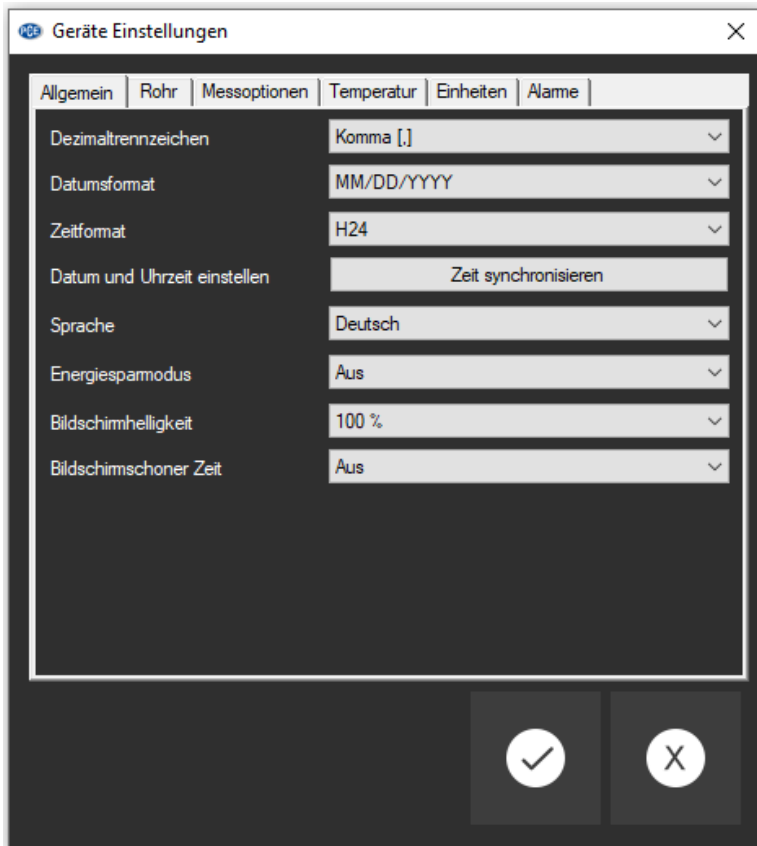 PCE Geräte Einstellungen
Allgemein Rohr Messoptionen Temperatur Einheiten Alarme
Dezimaltrennzeichen Komma [,]
Datumsformat MM/DD/YYYY
Zeitformat H24
Datum und Uhrzeit einstellen Zeit synchronisieren
Sprache Deutsch
Energiesparmodus Aus
Bildschirmhelligkeit 100 %
Bildschirmschoner Zeit Aus
X